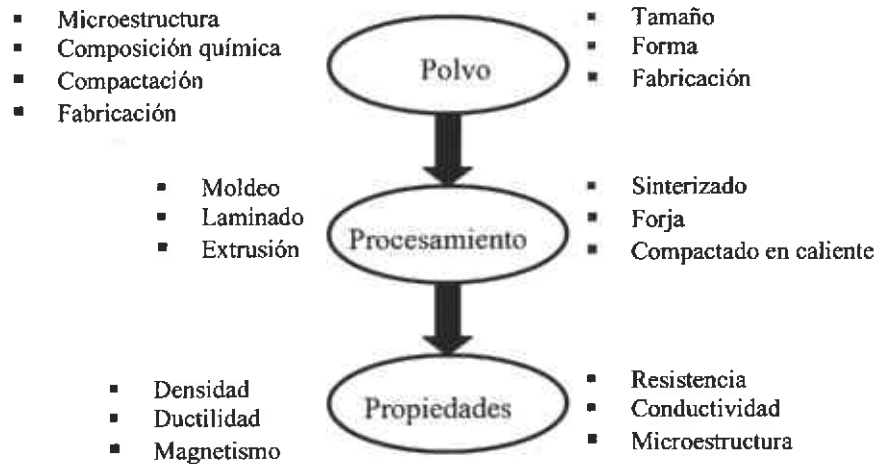 Microestructura
Composición química
Compactación
Fabricación
Polvo
Tamaño
Forma
Fabricación
Moldeo
Laminado
Extrusión
Procesamiento
Sinterizado
Forja
Compactado en caliente
Densidad
Ductilidad
Magnetismo
Propiedades
Resistencia
Conductividad
Microestructura